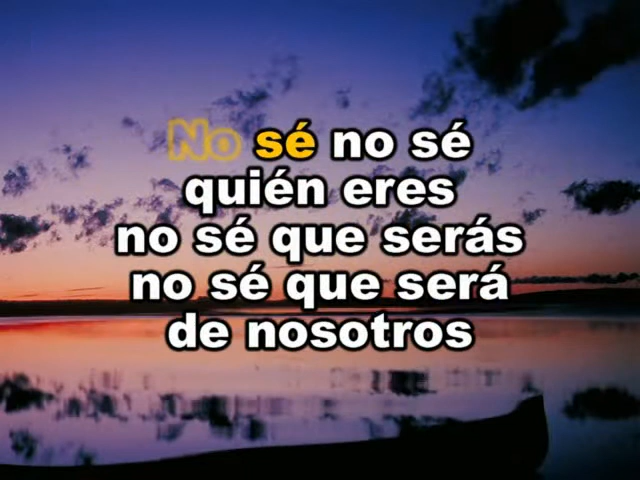 No sé no sé
quién eres
no sé que serás
no sé que será
de nosotros